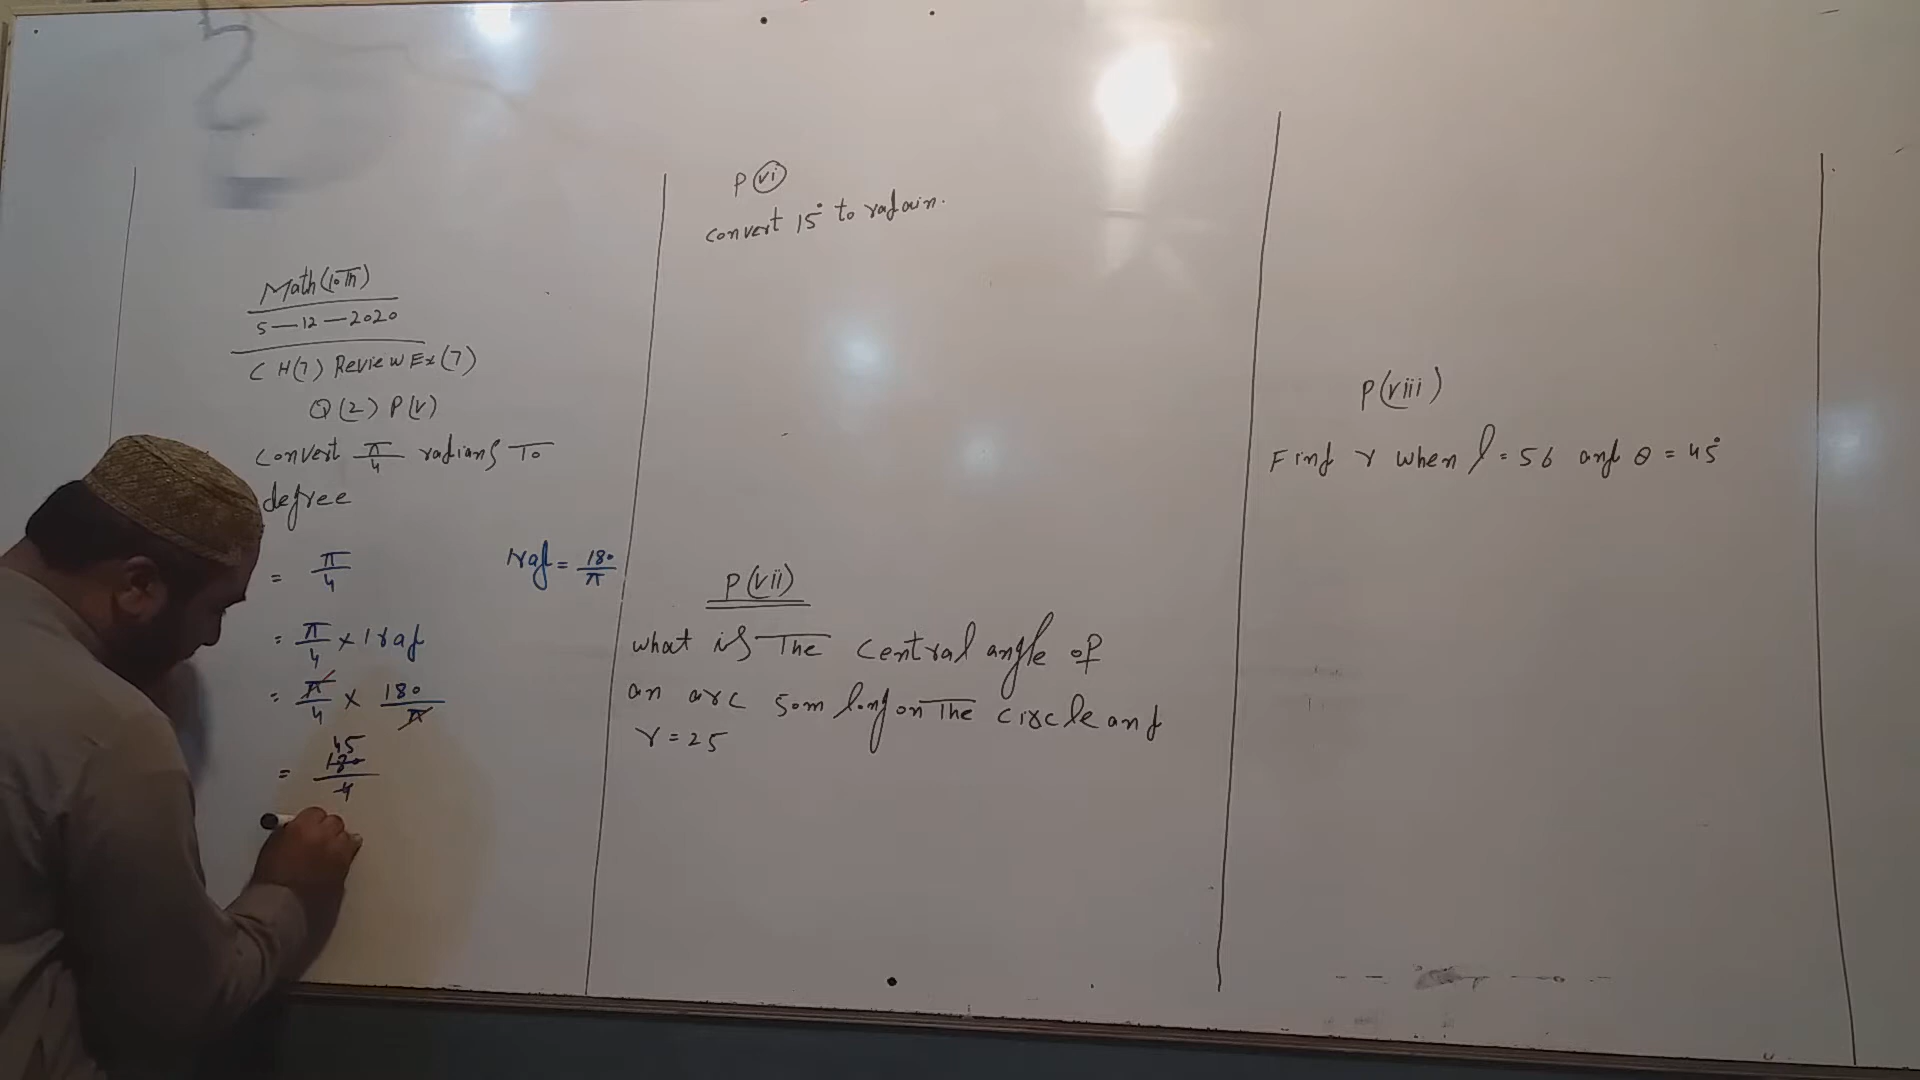 Math(10Th)
5-12-2020
CH(7) Review Ex(7)
Q(2) P(v)
convert π/4 radians To
degree
= π/4
1 rad = 180/π
= π/4 × 1 rad
= π/4 × 180/π
45
= 180/4
P (vi)
convert 15° to radain.
P(vii)
what is The central angle of
an arc 50m long on The circle and
r = 25
P(viii)
Find r when l = 56 and θ = 45°